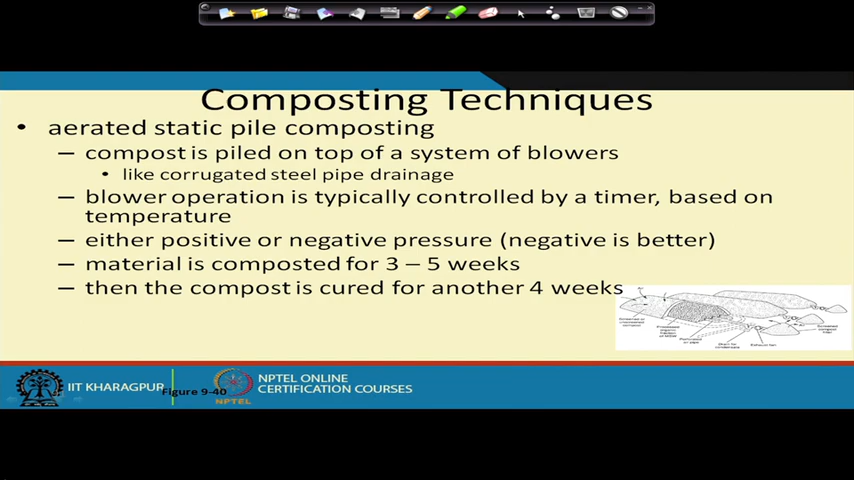 Composting Techniques
• aerated static pile composting
– compost is piled on top of a system of blowers
• like corrugated steel pipe drainage
– blower operation is typically controlled by a timer, based on
temperature
– either positive or negative pressure (negative is better)
– material is composted for 3 – 5 weeks
– then the compost is cured for another 4 weeks
IIT KHARAGPUR
Figure 9-40
NPTEL
NPTEL ONLINE
CERTIFICATION COURSES